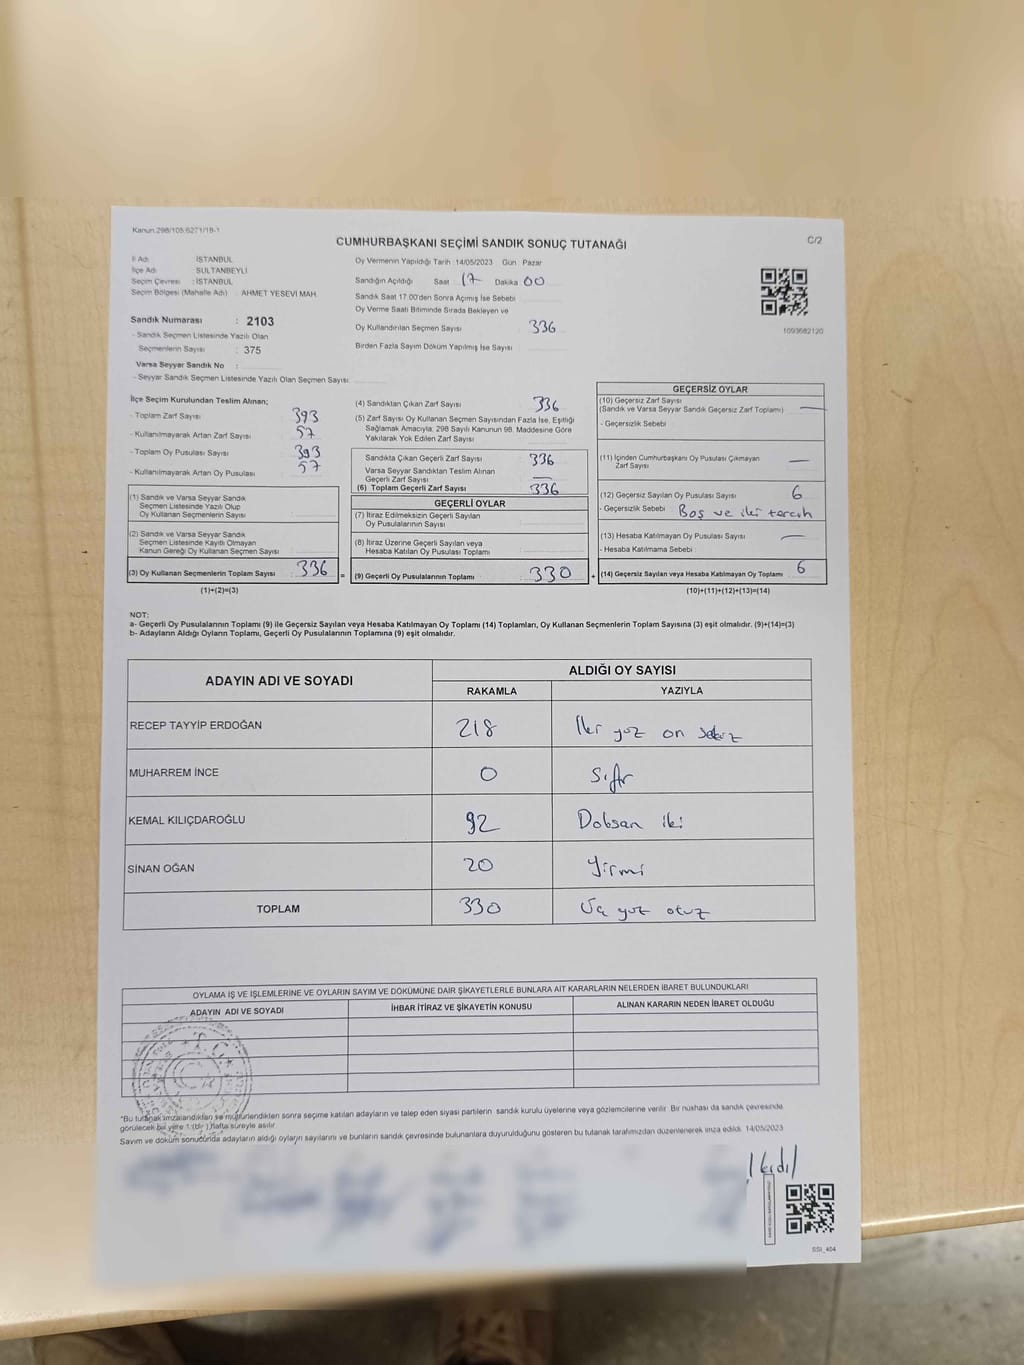 Kanun.298/105,6271/18-1
CUMHURBAŞKANI SEÇİMİ SANDIK SONUÇ TUTANAĞI
C/2
İl Adı İSTANBUL
İlçe Adı SULTANBEYLİ
Seçim Çevresi : İSTANBUL
Seçim Bölgesi (Mahalle Adı) : AHMET YESEVİ MAH.
Sandık Numarası : 2103
- Sandık Seçmen Listesinde Yazılı Olan
Seçmenlerin Sayısı : 375
Varsa Seyyar Sandık No :
- Seyyar Sandık Seçmen Listesinde Yazılı Olan Seçmen Sayısı
Oy Vermenin Yapıldığı Tarih :14/05/2023 Gün : Pazar
Sandığın Açıldığı Saat 17 Dakika 00
Sandık Saat 17.00'den Sonra Açımış İse Sebebi
Oy Verme Saati Bitiminde Sırada Bekleyen ve
Oy Kullandırılan Seçmen Sayısı 336
Birden Fazla Sayım Döküm Yapılmış İse Sayısı
1093682120
İlçe Seçim Kurulundan Teslim Alınan;
- Toplam Zarf Sayısı 393
- Kullanılmayarak Artan Zarf Sayısı 57
- Toplam Oy Pusulası Sayısı 393
- Kullanılmayarak Artan Oy Pusulası 57
(1) Sandık ve Varsa Seyyar Sandık
Seçmen Listesinde Yazılı Olup
Oy Kullanan Seçmenlerin Sayısı
(2) Sandık ve Varsa Seyyar Sandık
Seçmen Listesinde Kayıtlı Olmayan
Kanun Gereği Oy Kullanan Seçmen Sayısı
(3) Oy Kullanan Seçmenlerin Toplam Sayısı 336 =
(1)+(2)=(3)
(4) Sandıktan Çıkan Zarf Sayısı 336
(5) Zarf Sayısı Oy Kullanan Seçmen Sayısından Fazla İse, Eşitliği
Sağlamak Amacıyla; 298 Sayılı Kanunun 98. Maddesine Göre
Yakılarak Yok Edilen Zarf Sayısı
Sandıkta Çıkan Geçerli Zarf Sayısı 336
Varsa Seyyar Sandıktan Teslim Alınan
Geçerli Zarf Sayısı —
(6) Toplam Geçerli Zarf Sayısı 336
GEÇERLİ OYLAR
(7) İtiraz Edilmeksizin Geçerli Sayılan
Oy Pusulalarının Sayısı
(8) İtiraz Üzerine Geçerli Sayılan veya
Hesaba Katılan Oy Pusulası Toplamı
(9) Geçerli Oy Pusulalarının Toplamı 330 +
GEÇERSİZ OYLAR
(10) Geçersiz Zarf Sayısı
(Sandık ve Varsa Seyyar Sandık Geçersiz Zarf Toplamı) —
- Geçersizlik Sebebi
(11) İçinden Cumhurbaşkanı Oy Pusulası Çıkmayan
Zarf Sayısı —
(12) Geçersiz Sayılan Oy Pusulası Sayısı 6
- Geçersizlik Sebebi Boş ve iki tercih
(13) Hesaba Katılmayan Oy Pusulası Sayısı —
- Hesaba Katılmama Sebebi
(14) Geçersiz Sayılan veya Hesaba Katılmayan Oy Toplamı 6
(10)+(11)+(12)+(13)=(14)
NOT:
a- Geçerli Oy Pusulalarının Toplamı (9) ile Geçersiz Sayılan veya Hesaba Katılmayan Oy Toplamı (14) Toplamları, Oy Kullanan Seçmenlerin Toplam Sayısına (3) eşit olmalıdır. (9)+(14)=(3)
b- Adayların Aldığı Oyların Toplamı, Geçerli Oy Pusulalarının Toplamına (9) eşit olmalıdır.
ADAYIN ADI VE SOYADI ALDIĞI OY SAYISI
RAKAMLA YAZIYLA
RECEP TAYYİP ERDOĞAN 218 yüz on sekiz
MUHARREM İNCE 0 Sıfır
KEMAL KILIÇDAROĞLU 92 Doksan iki
SİNAN OĞAN 20 Yirmi
TOPLAM 330 Üç yüz otuz
OYLAMA İŞ VE İŞLEMLERİNE VE OYLARIN SAYIM VE DÖKÜMÜNE DAİR ŞİKAYETLERLE BUNLARA AİT KARARLARIN NELERDEN İBARET BULUNDUKLARI
ADAYIN ADI VE SOYADI İHBAR İTİRAZ VE ŞİKAYETİN KONUSU ALINAN KARARIN NEDEN İBARET OLDUĞU
*Bu tutanak imzalandıktan ve mühürlendikten sonra seçime katılan adayların ve talep eden siyasi partilerin sandık kurulu üyelerine veya gözlemcilerine verilir. Bir nüshası da sandık çevresinde
görülecek bir yere 1 (bir) hafta süreyle asılır.
Sayım ve döküm sonucunda adayların aldığı oyların sayılarını ve bunların sandık çevresinde bulunanlara duyurulduğunu gösteren bu tutanak tarafımızdan düzenlenerek imza edildi. 14/05/2023
SSI_404